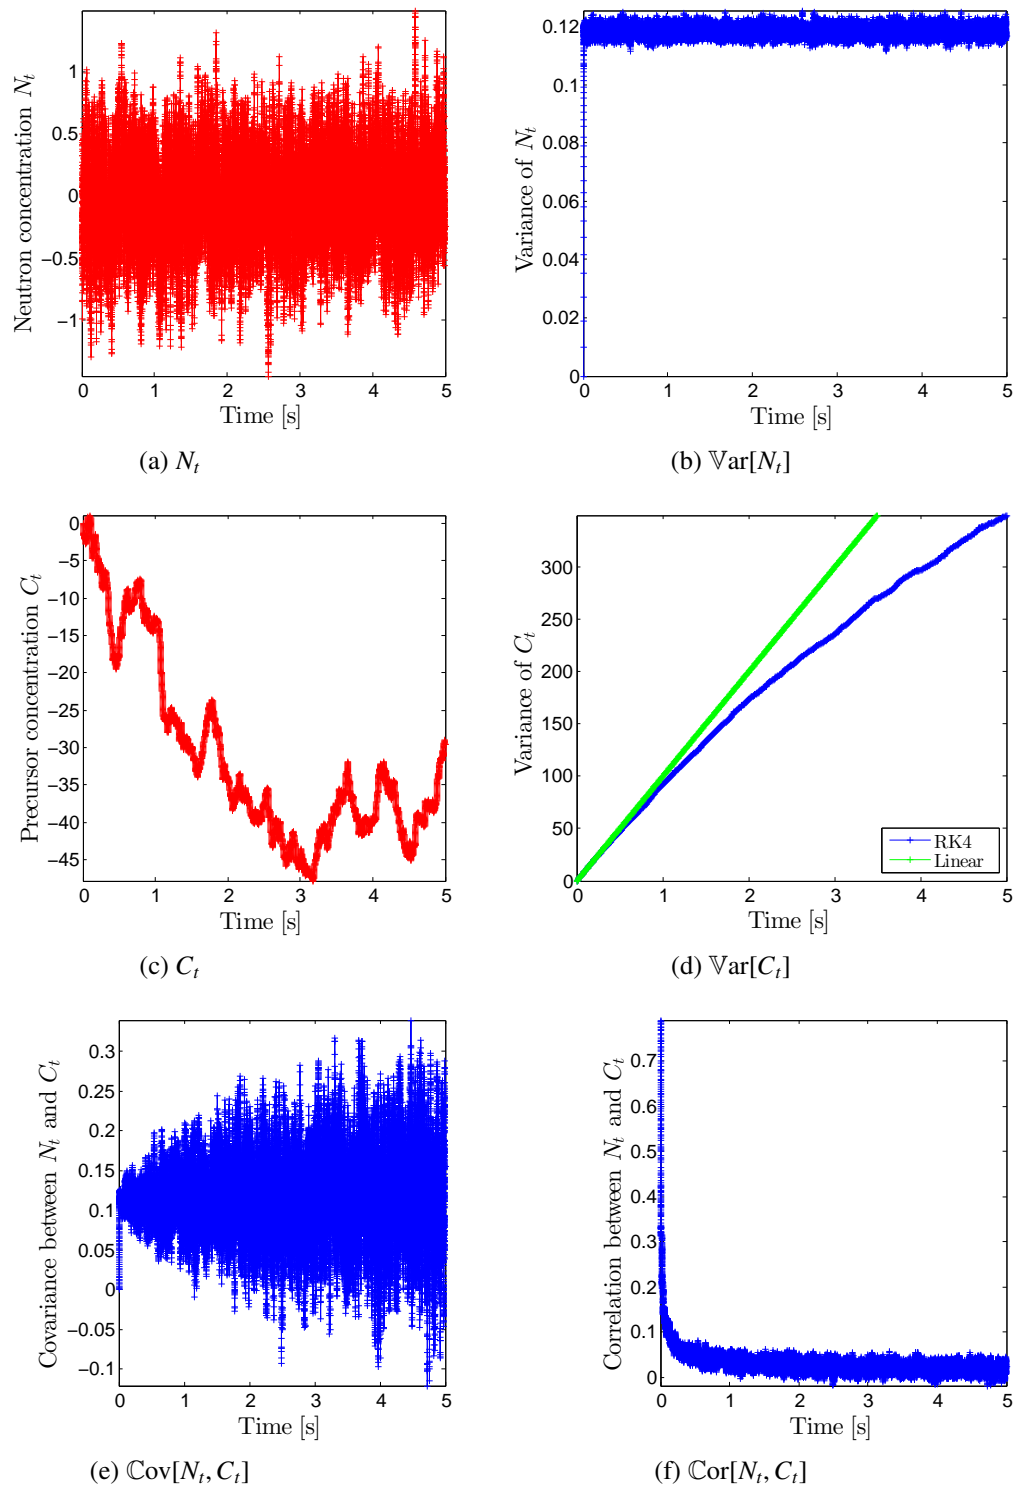 Neutron concentration N_t
1
0.5
0
−0.5
−1
0 1 2 3 4 5
Time [s]
(a) N_t
Variance of N_t
0.12
0.1
0.08
0.06
0.04
0.02
0
0 1 2 3 4 5
Time [s]
(b) 𝕍ar[N_t]
Precursor concentration C_t
0
−5
−10
−15
−20
−25
−30
−35
−40
−45
0 1 2 3 4 5
Time [s]
(c) C_t
Variance of C_t
300
250
200
150
100
50
0
RK4
Linear
0 1 2 3 4 5
Time [s]
(d) 𝕍ar[C_t]
Covariance between N_t and C_t
0.3
0.25
0.2
0.15
0.1
0.05
0
−0.05
−0.1
0 1 2 3 4 5
Time [s]
(e) ℂov[N_t, C_t]
Correlation between N_t and C_t
0.7
0.6
0.5
0.4
0.3
0.2
0.1
0
0 1 2 3 4 5
Time [s]
(f) ℂor[N_t, C_t]